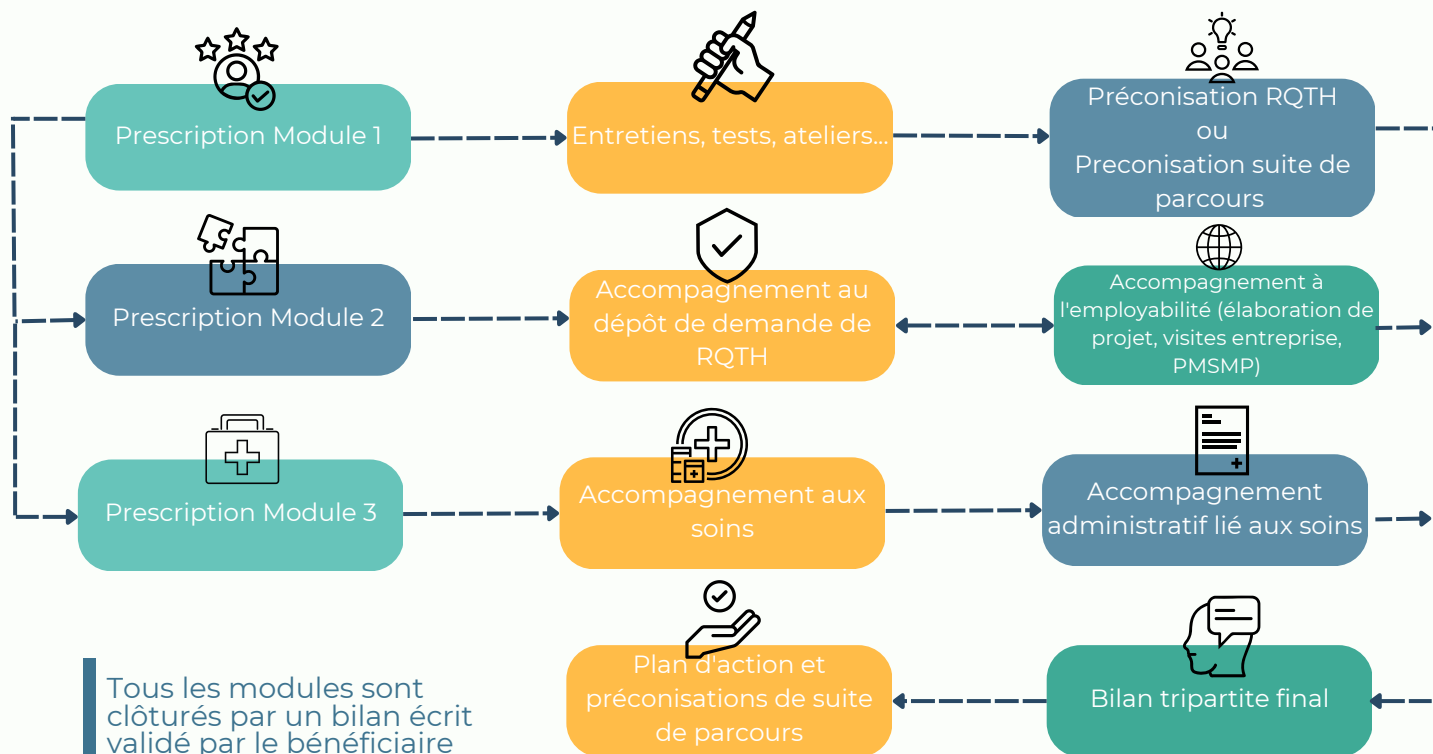 Prescription Module 1
Entretiens, tests, ateliers...
Préconisation RQTH
ou
Preconisation suite de
parcours
Prescription Module 2
Accompagnement au
dépôt de demande de
RQTH
Accompagnement à
l'employabilité (élaboration de
projet, visites entreprise,
PMSMP)
Prescription Module 3
Accompagnement aux
soins
Accompagnement
administratif lié aux soins
Plan d'action et
préconisations de suite
de parcours
Bilan tripartite final
Tous les modules sont
clôturés par un bilan écrit
validé par le bénéficiaire